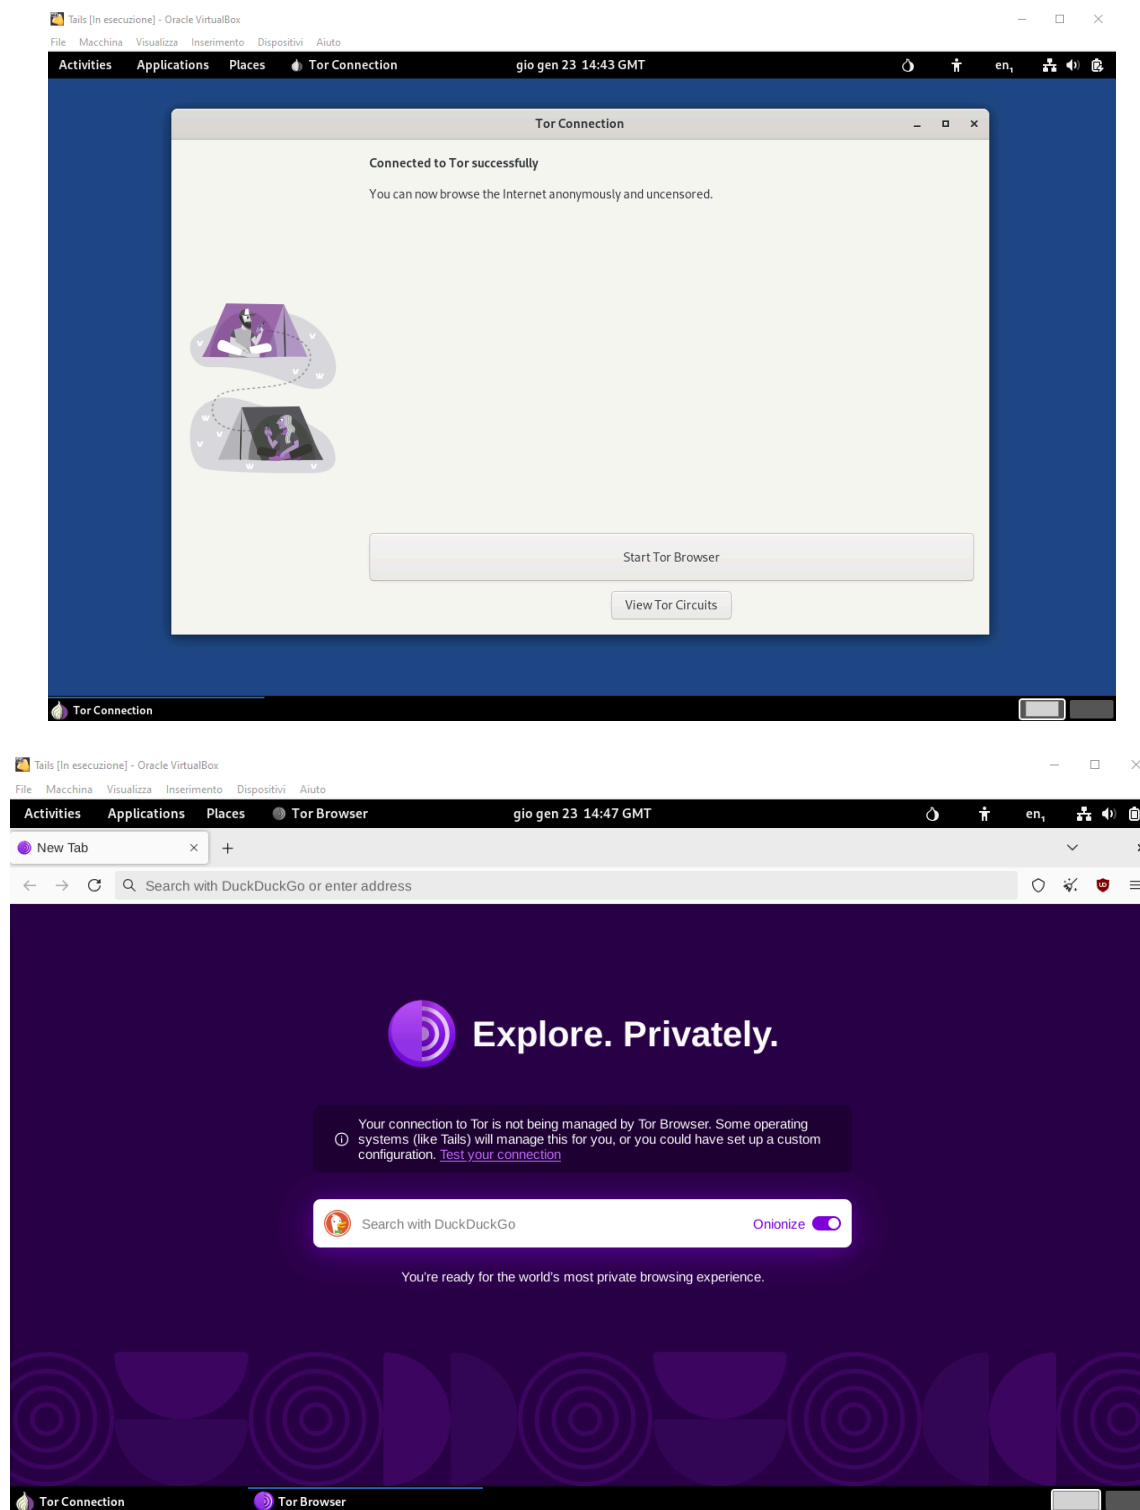 Tails [In esecuzione] - Oracle VirtualBox
File Macchina Visualizza Inserimento Dispositivi Aiuto
Activities Applications Places Tor Connection gio gen 23 14:43 GMT en1
Tor Connection
Connected to Tor successfully
You can now browse the Internet anonymously and uncensored.
Start Tor Browser
View Tor Circuits
Tor Connection
Tails [In esecuzione] - Oracle VirtualBox
File Macchina Visualizza Inserimento Dispositivi Aiuto
Activities Applications Places Tor Browser gio gen 23 14:47 GMT en1
New Tab
Search with DuckDuckGo or enter address
Explore. Privately.
Your connection to Tor is not being managed by Tor Browser. Some operating
systems (like Tails) will manage this for you, or you could have set up a custom
configuration. Test your connection
Search with DuckDuckGo Onionize
You're ready for the world's most private browsing experience.
Tor Connection Tor Browser